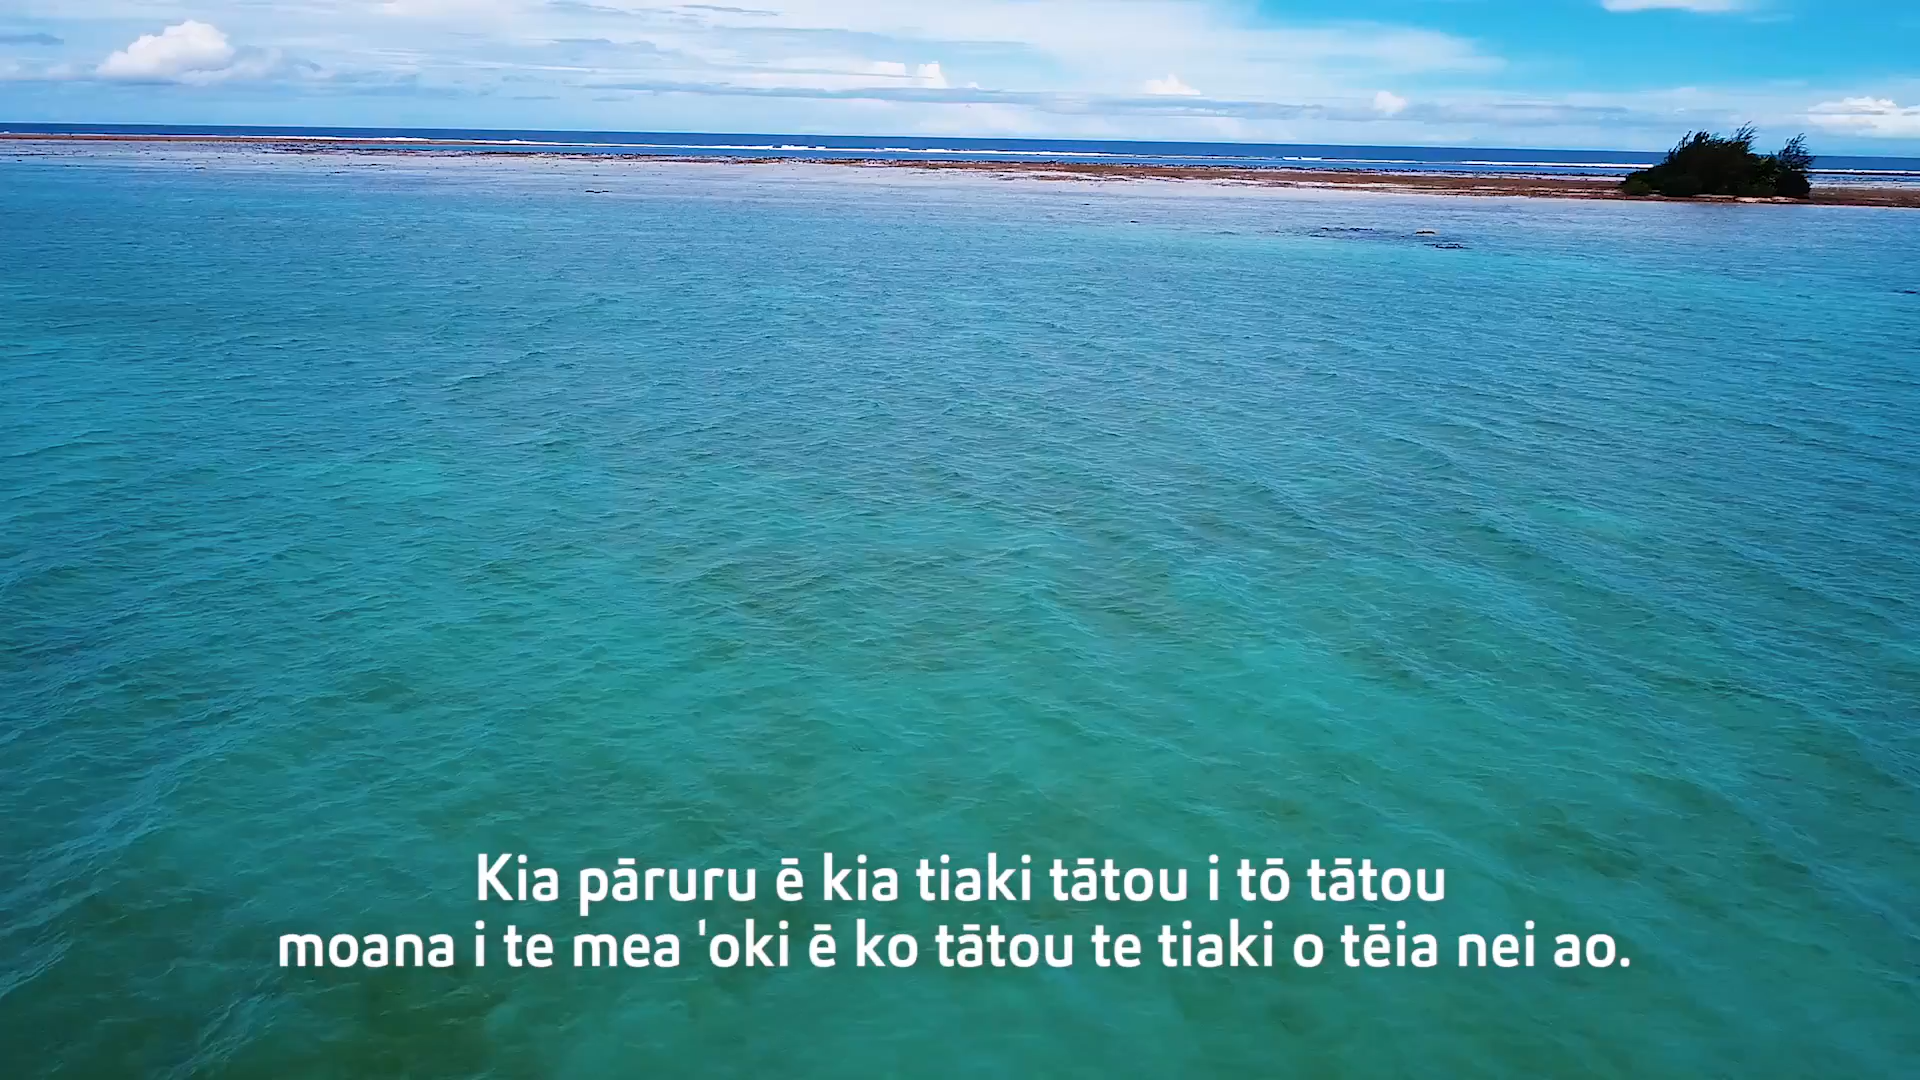 Kia pāruru ē kia tiaki tātou i tō tātou
moana i te mea 'oki ē ko tātou te tiaki o tēia nei ao.